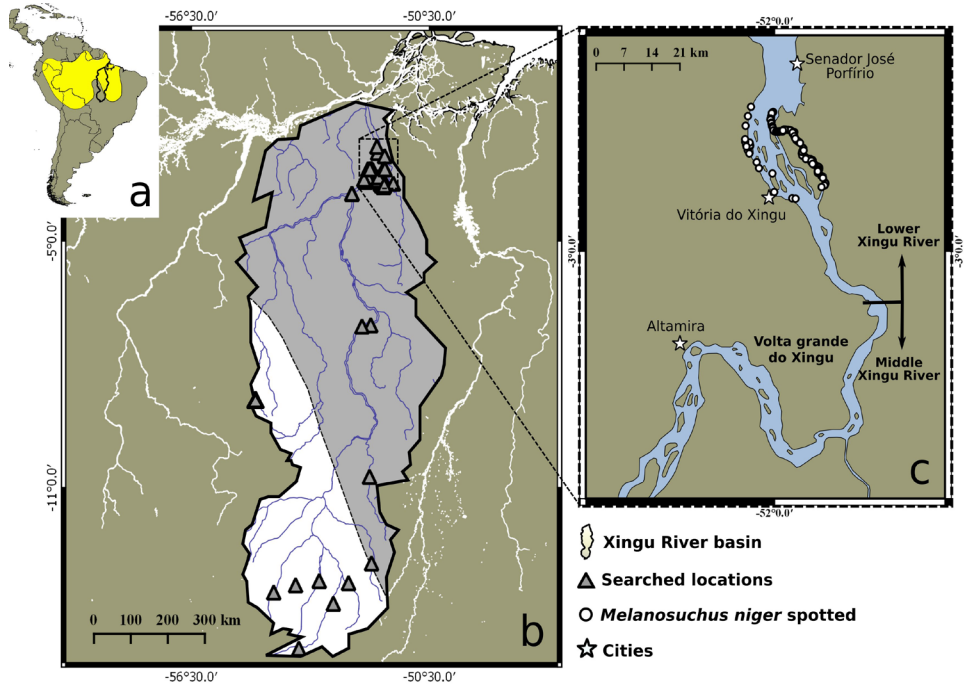 -56°30.0'
-50°30.0'
a
-5°0.0'
-11°0.0'
0 100 200 300 km
b
-56°30.0'
-50°30.0'
-52°0.0'
0 7 14 21 km
Senador José
Porfírio
Vitória do Xingu
Lower
Xingu River
-3°0.0'
-3°0.0'
Altamira
Volta grande
do Xingu
Middle
Xingu River
c
-52°0.0'
Xingu River basin
Searched locations
Melanosuchus niger spotted
Cities